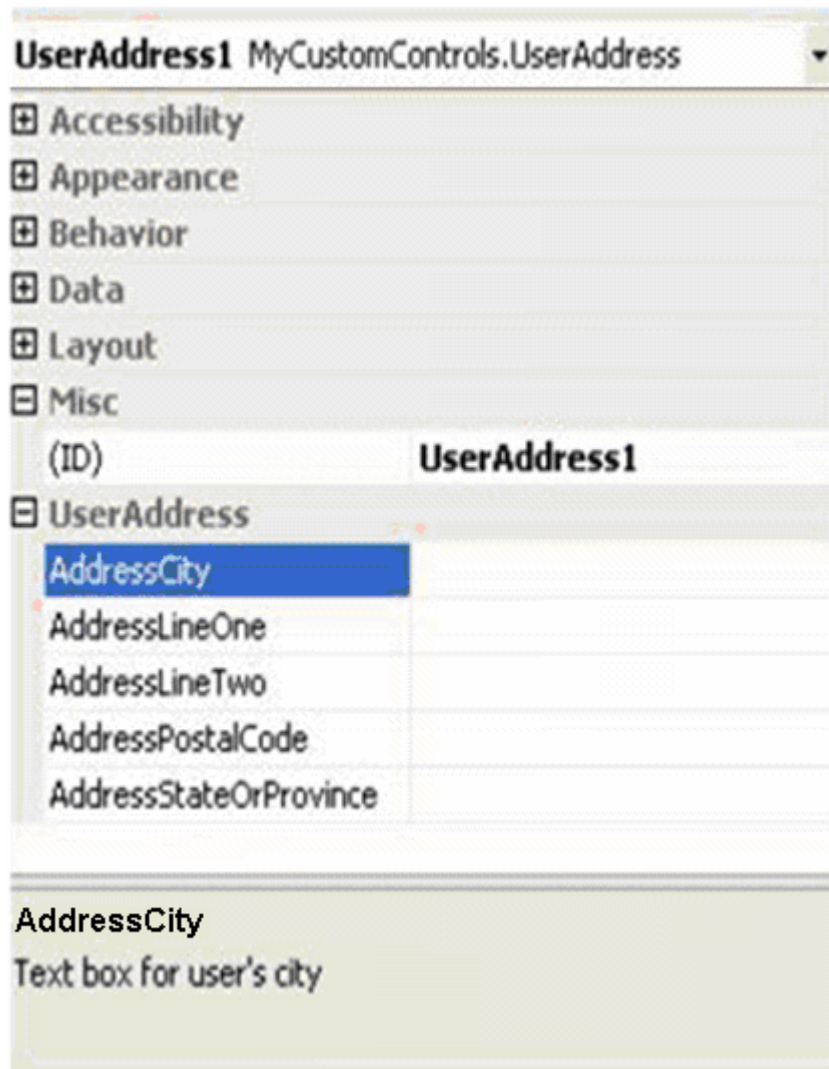 UserAddress1 MyCustomControls.UserAddress
Accessibility
Appearance
Behavior
Data
Layout
Misc
(ID) UserAddress1
UserAddress
AddressCity
AddressLineOne
AddressLineTwo
AddressPostalCode
AddressStateOrProvince
AddressCity
Text box for user's city